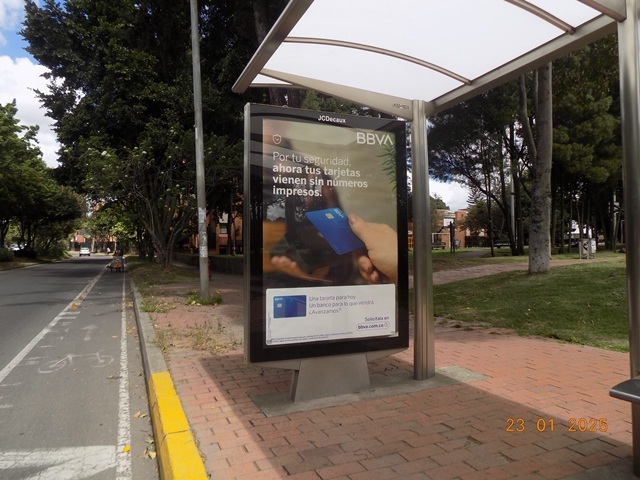 JCDecaux
BBVA
Por tu seguridad,
ahora tus tarjetas
vienen sin números
impresos.
Una tarjeta para hoy.
Un banco para lo que vendrá.
¿Avanzamos?
Solicítala en
bbva.com.co
23 01 2025